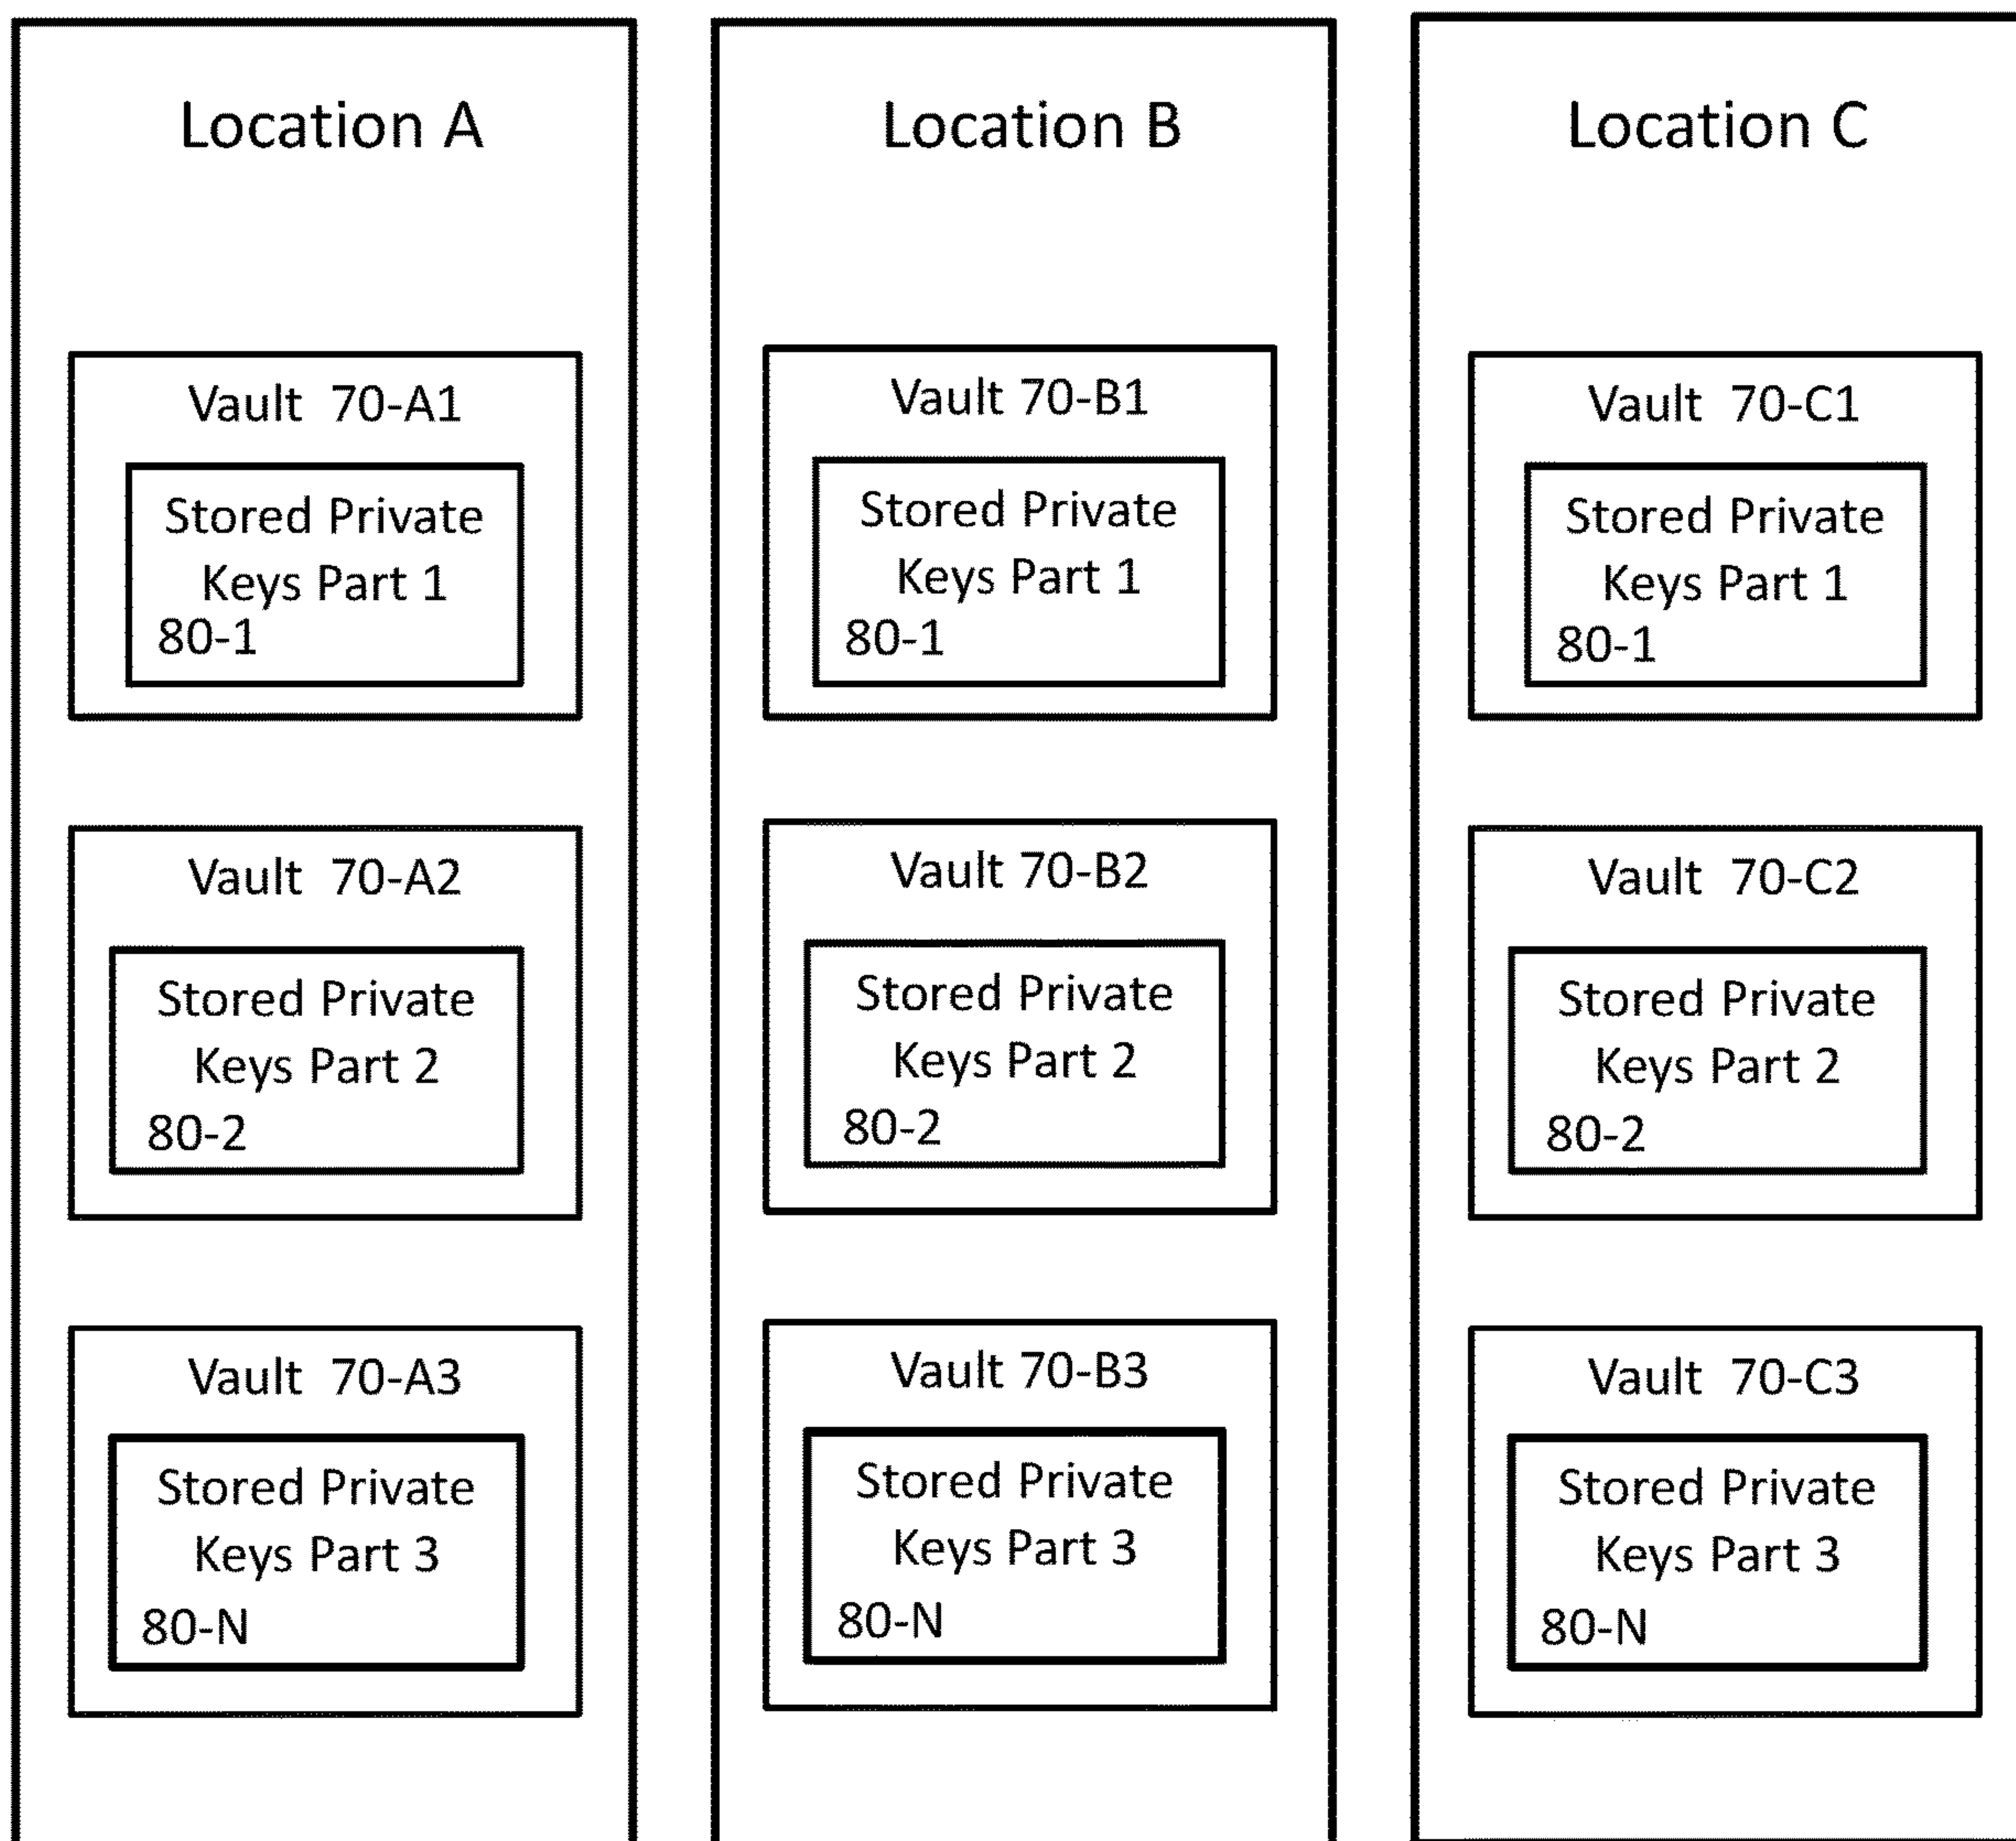 Location A
Vault 70-A1
Stored Private
Keys Part 1
80-1
Vault 70-A2
Stored Private
Keys Part 2
80-2
Vault 70-A3
Stored Private
Keys Part 3
80-N
Location B
Vault 70-B1
Stored Private
Keys Part 1
80-1
Vault 70-B2
Stored Private
Keys Part 2
80-2
Vault 70-B3
Stored Private
Keys Part 3
80-N
Location C
Vault 70-C1
Stored Private
Keys Part 1
80-1
Vault 70-C2
Stored Private
Keys Part 2
80-2
Vault 70-C3
Stored Private
Keys Part 3
80-N